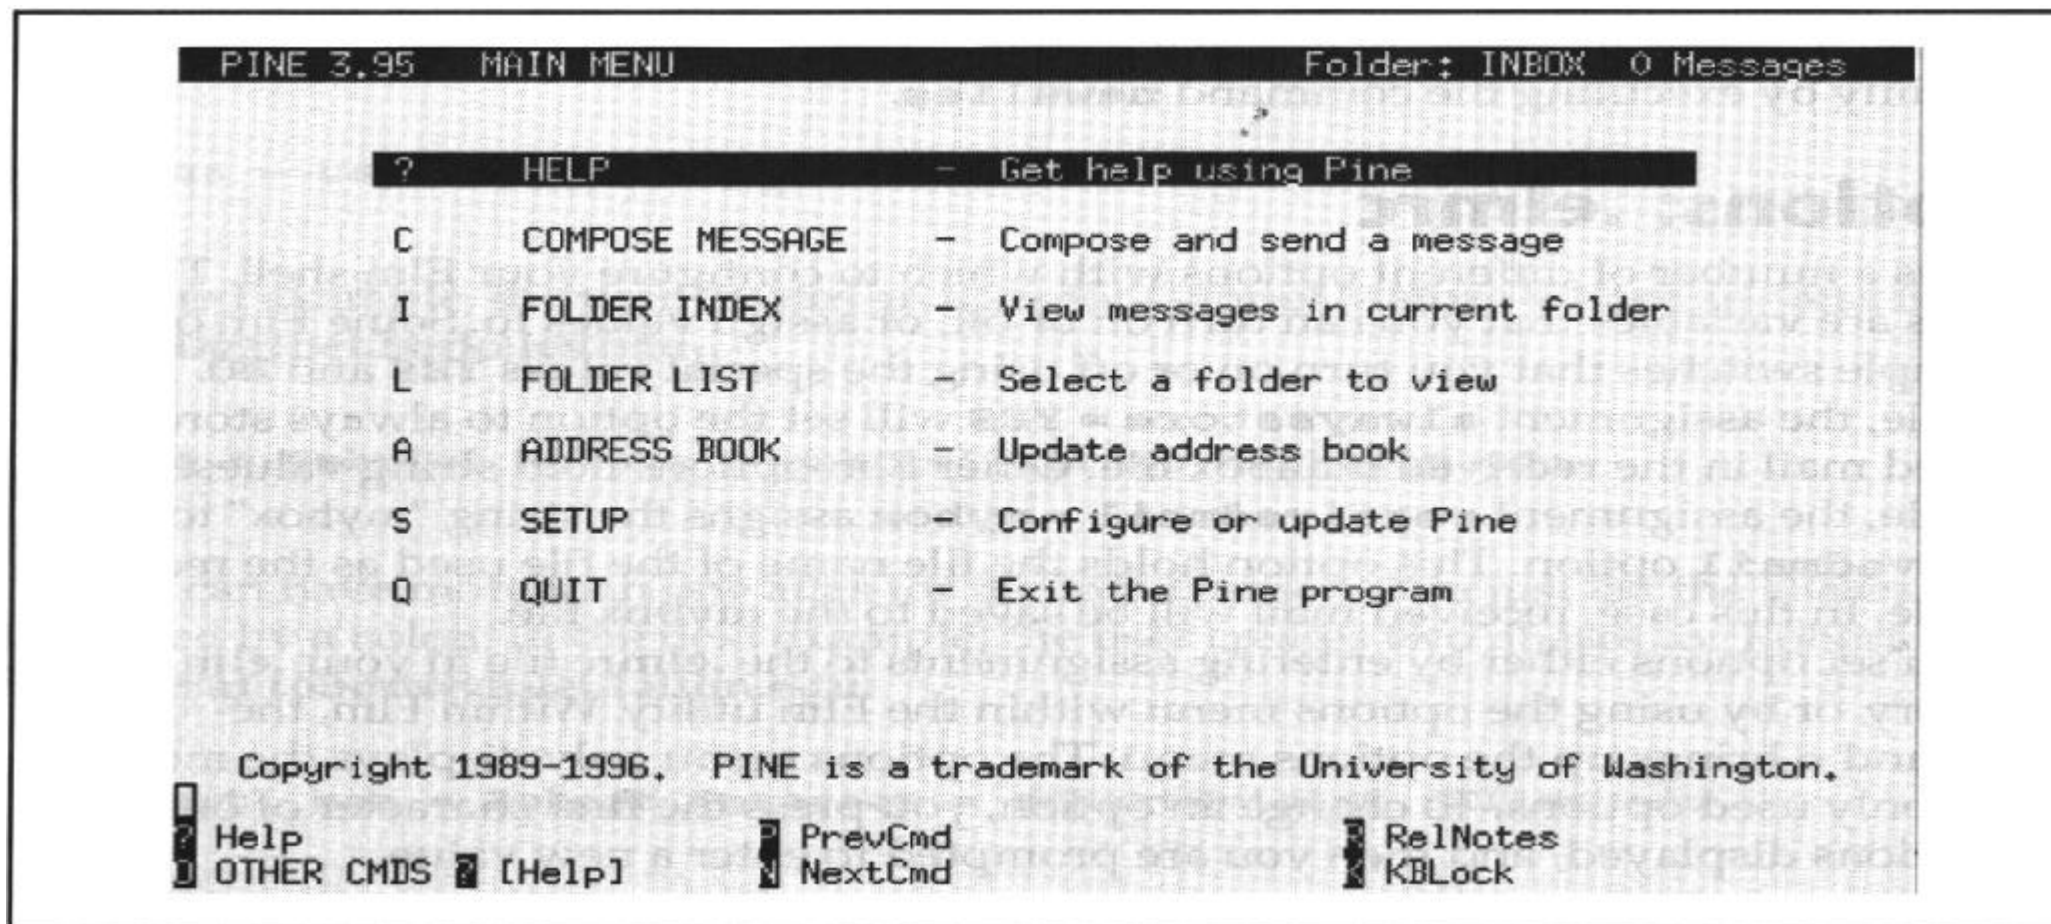 PINE 3.95 MAIN MENU Folder: INBOX 0 Messages
? HELP - Get help using Pine
C COMPOSE MESSAGE - Compose and send a message
I FOLDER INDEX - View messages in current folder
L FOLDER LIST - Select a folder to view
A ADDRESS BOOK - Update address book
S SETUP - Configure or update Pine
Q QUIT - Exit the Pine program
Copyright 1989-1996. PINE is a trademark of the University of Washington.
? Help P PrevCmd R RelNotes
O OTHER CMDS ? [Help] N NextCmd K KBLock